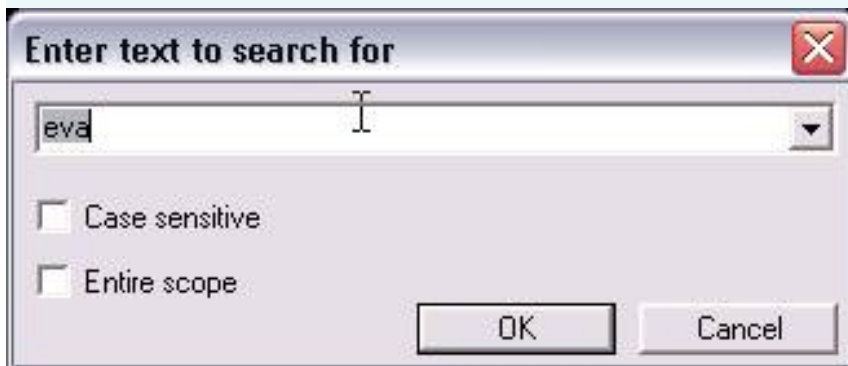 Enter text to search for
eva
Case sensitive
Entire scope
OK Cancel